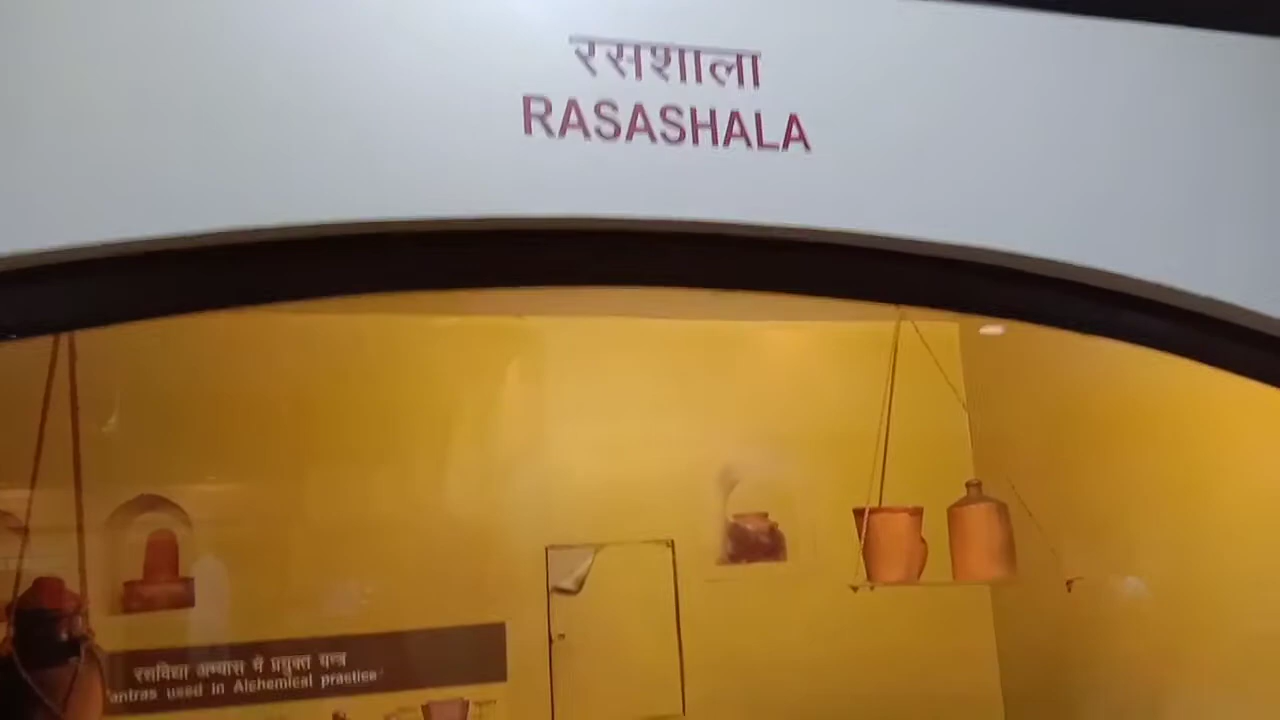 रसशाला
RASASHALA
रसविद्या अभ्यास में प्रयुक्त यन्त्र
antras used in Alchemical practice